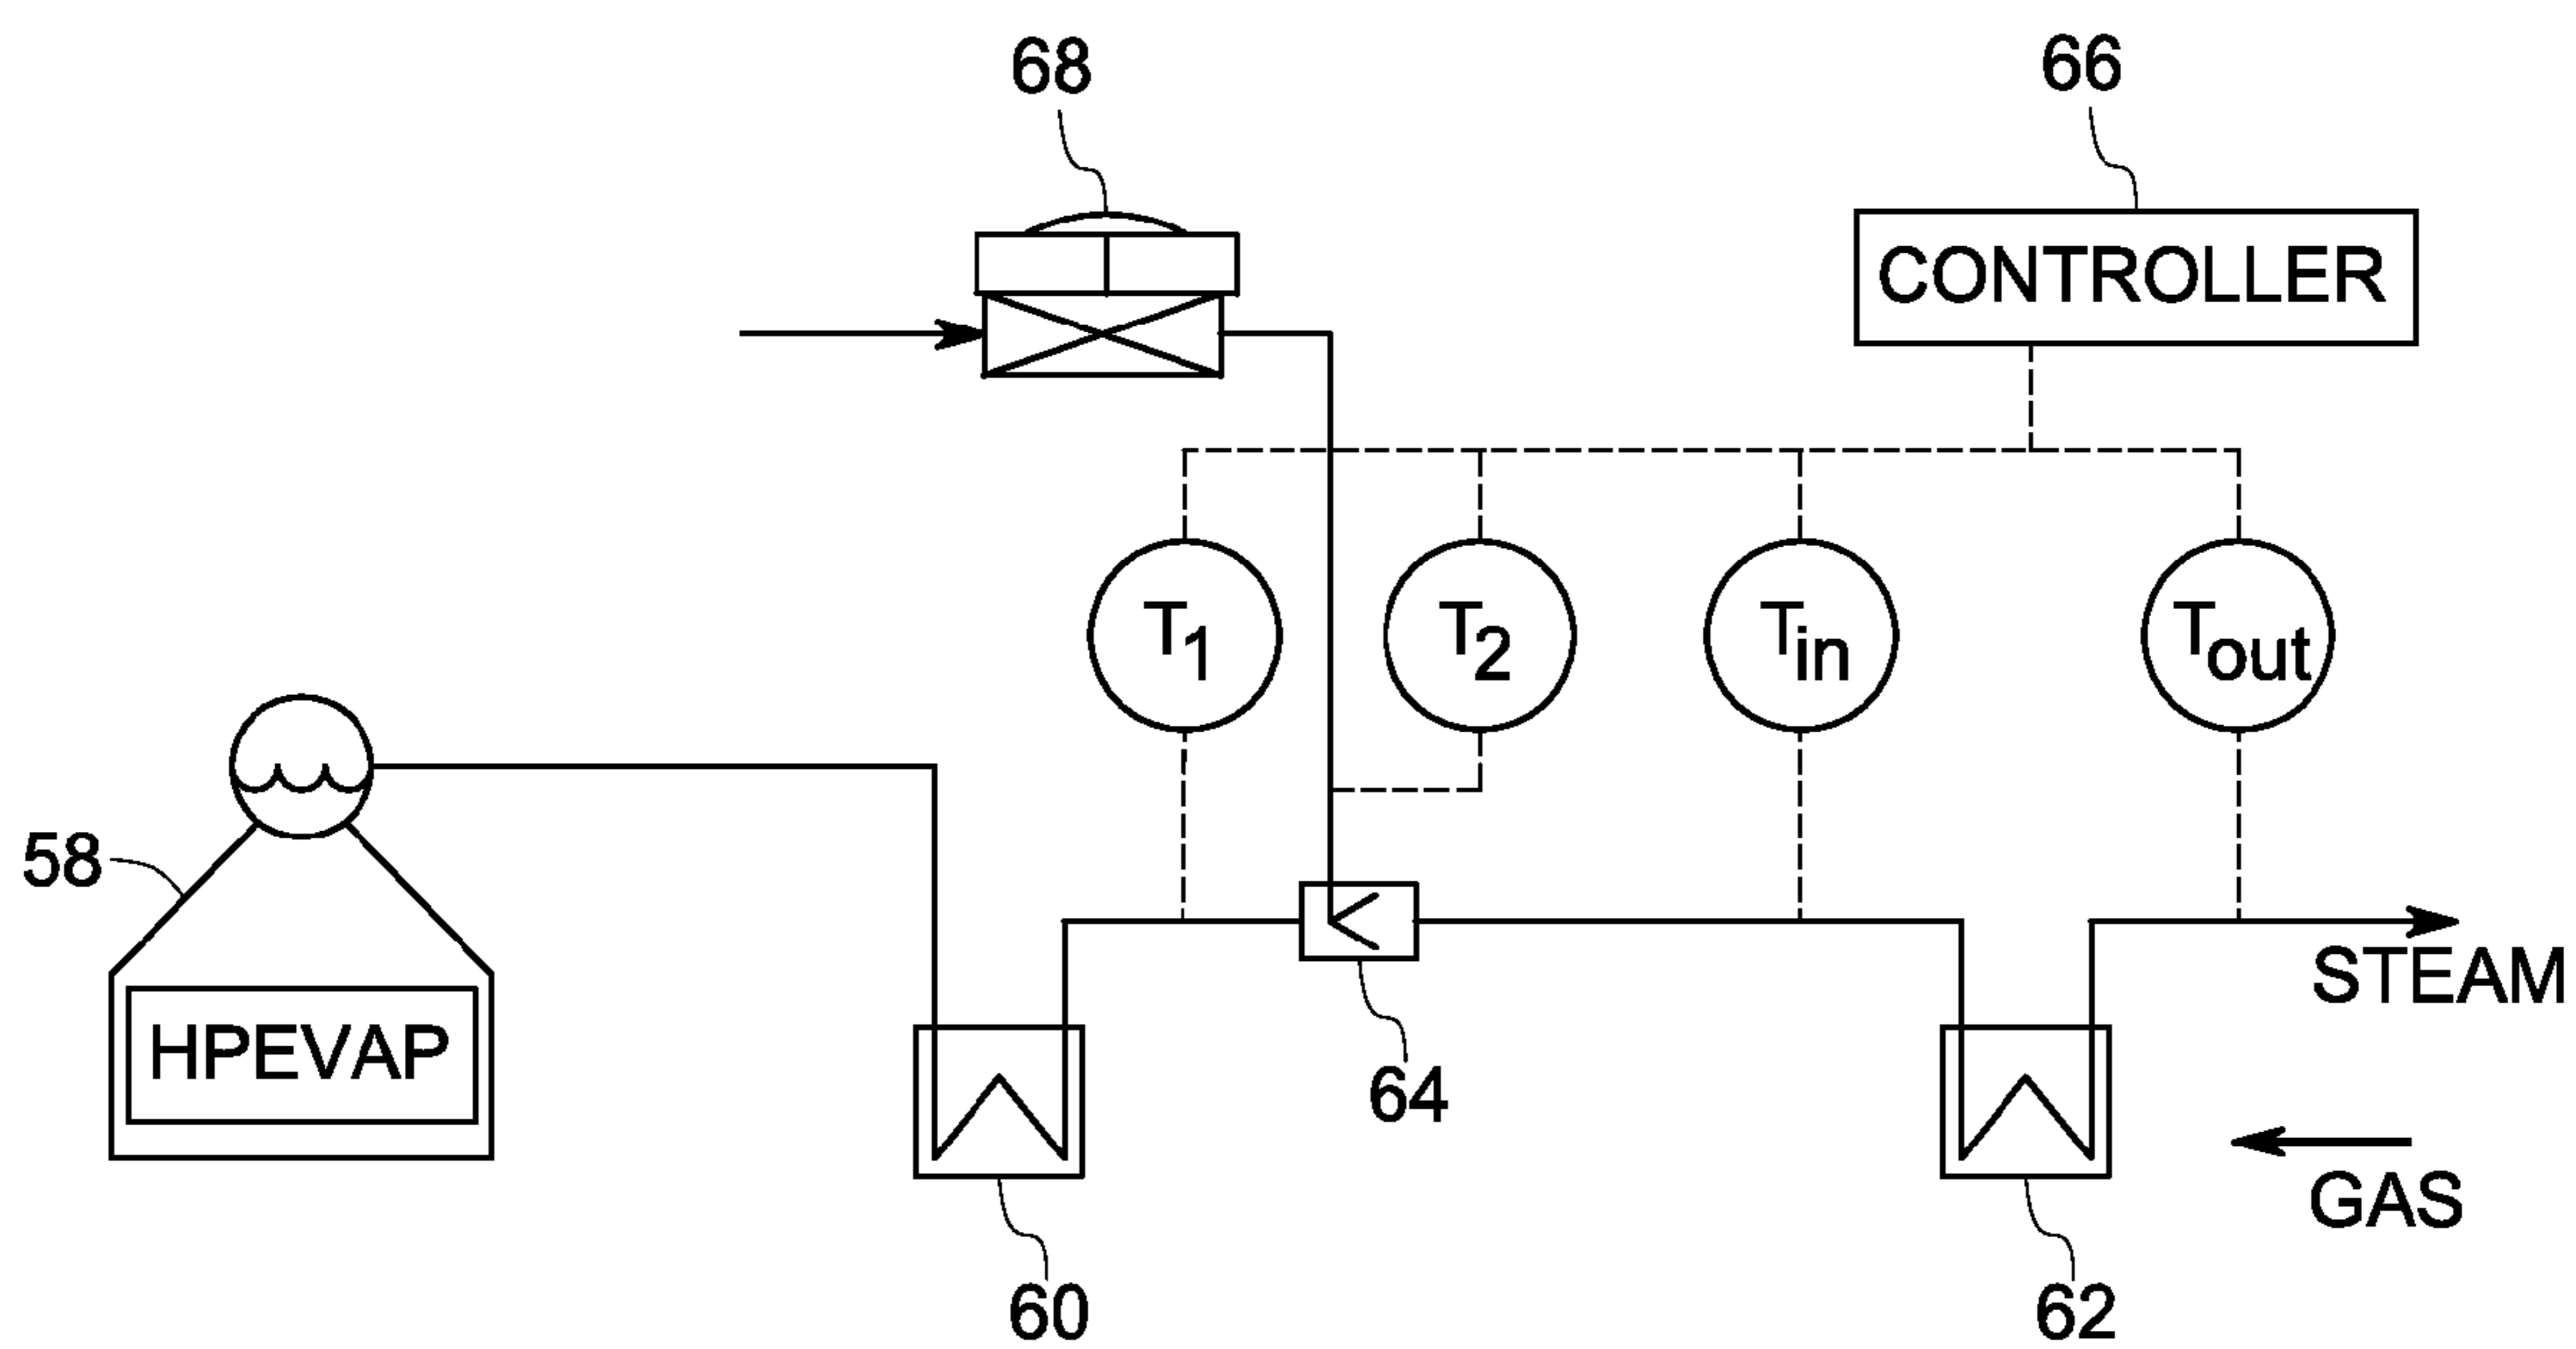 68
66
CONTROLLER
T1
T2
Tin
Tout
58
STEAM
HPEVAP
64
GAS
60
62